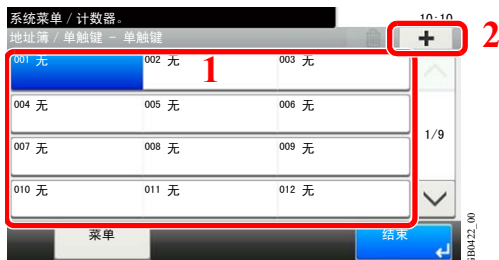 系统菜单 / 计数器。
10:10
地址簿 / 单触键 - 单触键
+
2
001 无
002 无
003 无
1
004 无
005 无
006 无
1/9
007 无
008 无
009 无
010 无
011 无
012 无
菜单
结束
GB0422_00